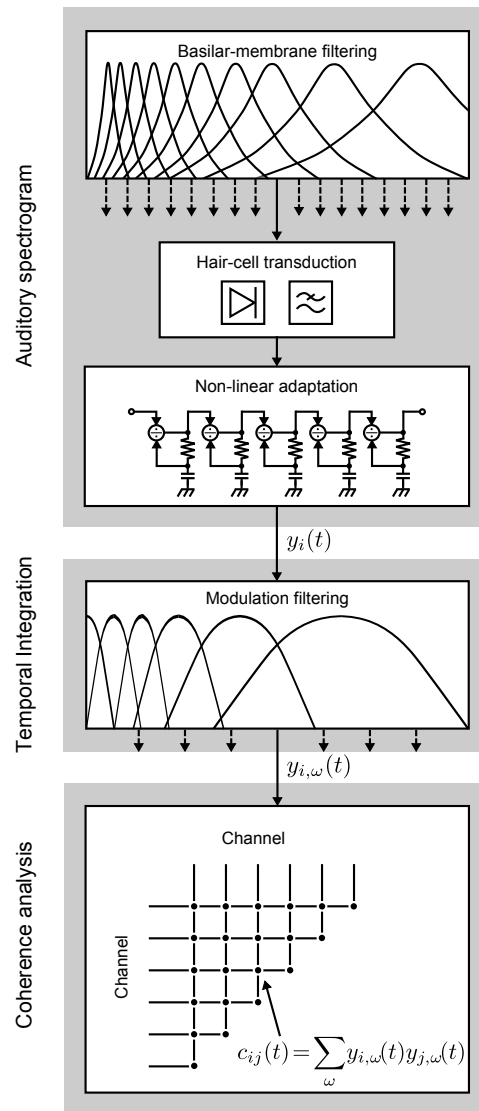 Auditory spectrogram
Basilar-membrane filtering
Hair-cell transduction
Non-linear adaptation
÷ ÷ ÷ ÷ ÷
y_i(t)
Temporal Integration
Modulation filtering
y_{i,ω}(t)
Coherence analysis
Channel
Channel
c_{ij}(t) = ∑_ω y_{i,ω}(t) y_{j,ω}(t)